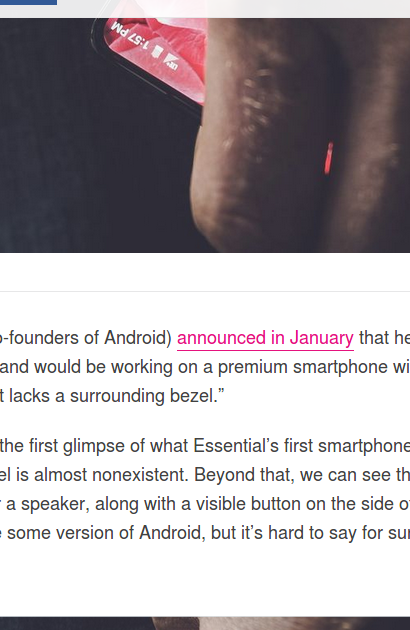 1:57 PM
o-founders of Android) announced in January that he
and would be working on a premium smartphone wi
t lacks a surrounding bezel.”
the first glimpse of what Essential’s first smartphone
el is almost nonexistent. Beyond that, we can see th
r a speaker, along with a visible button on the side o
e some version of Android, but it’s hard to say for sur